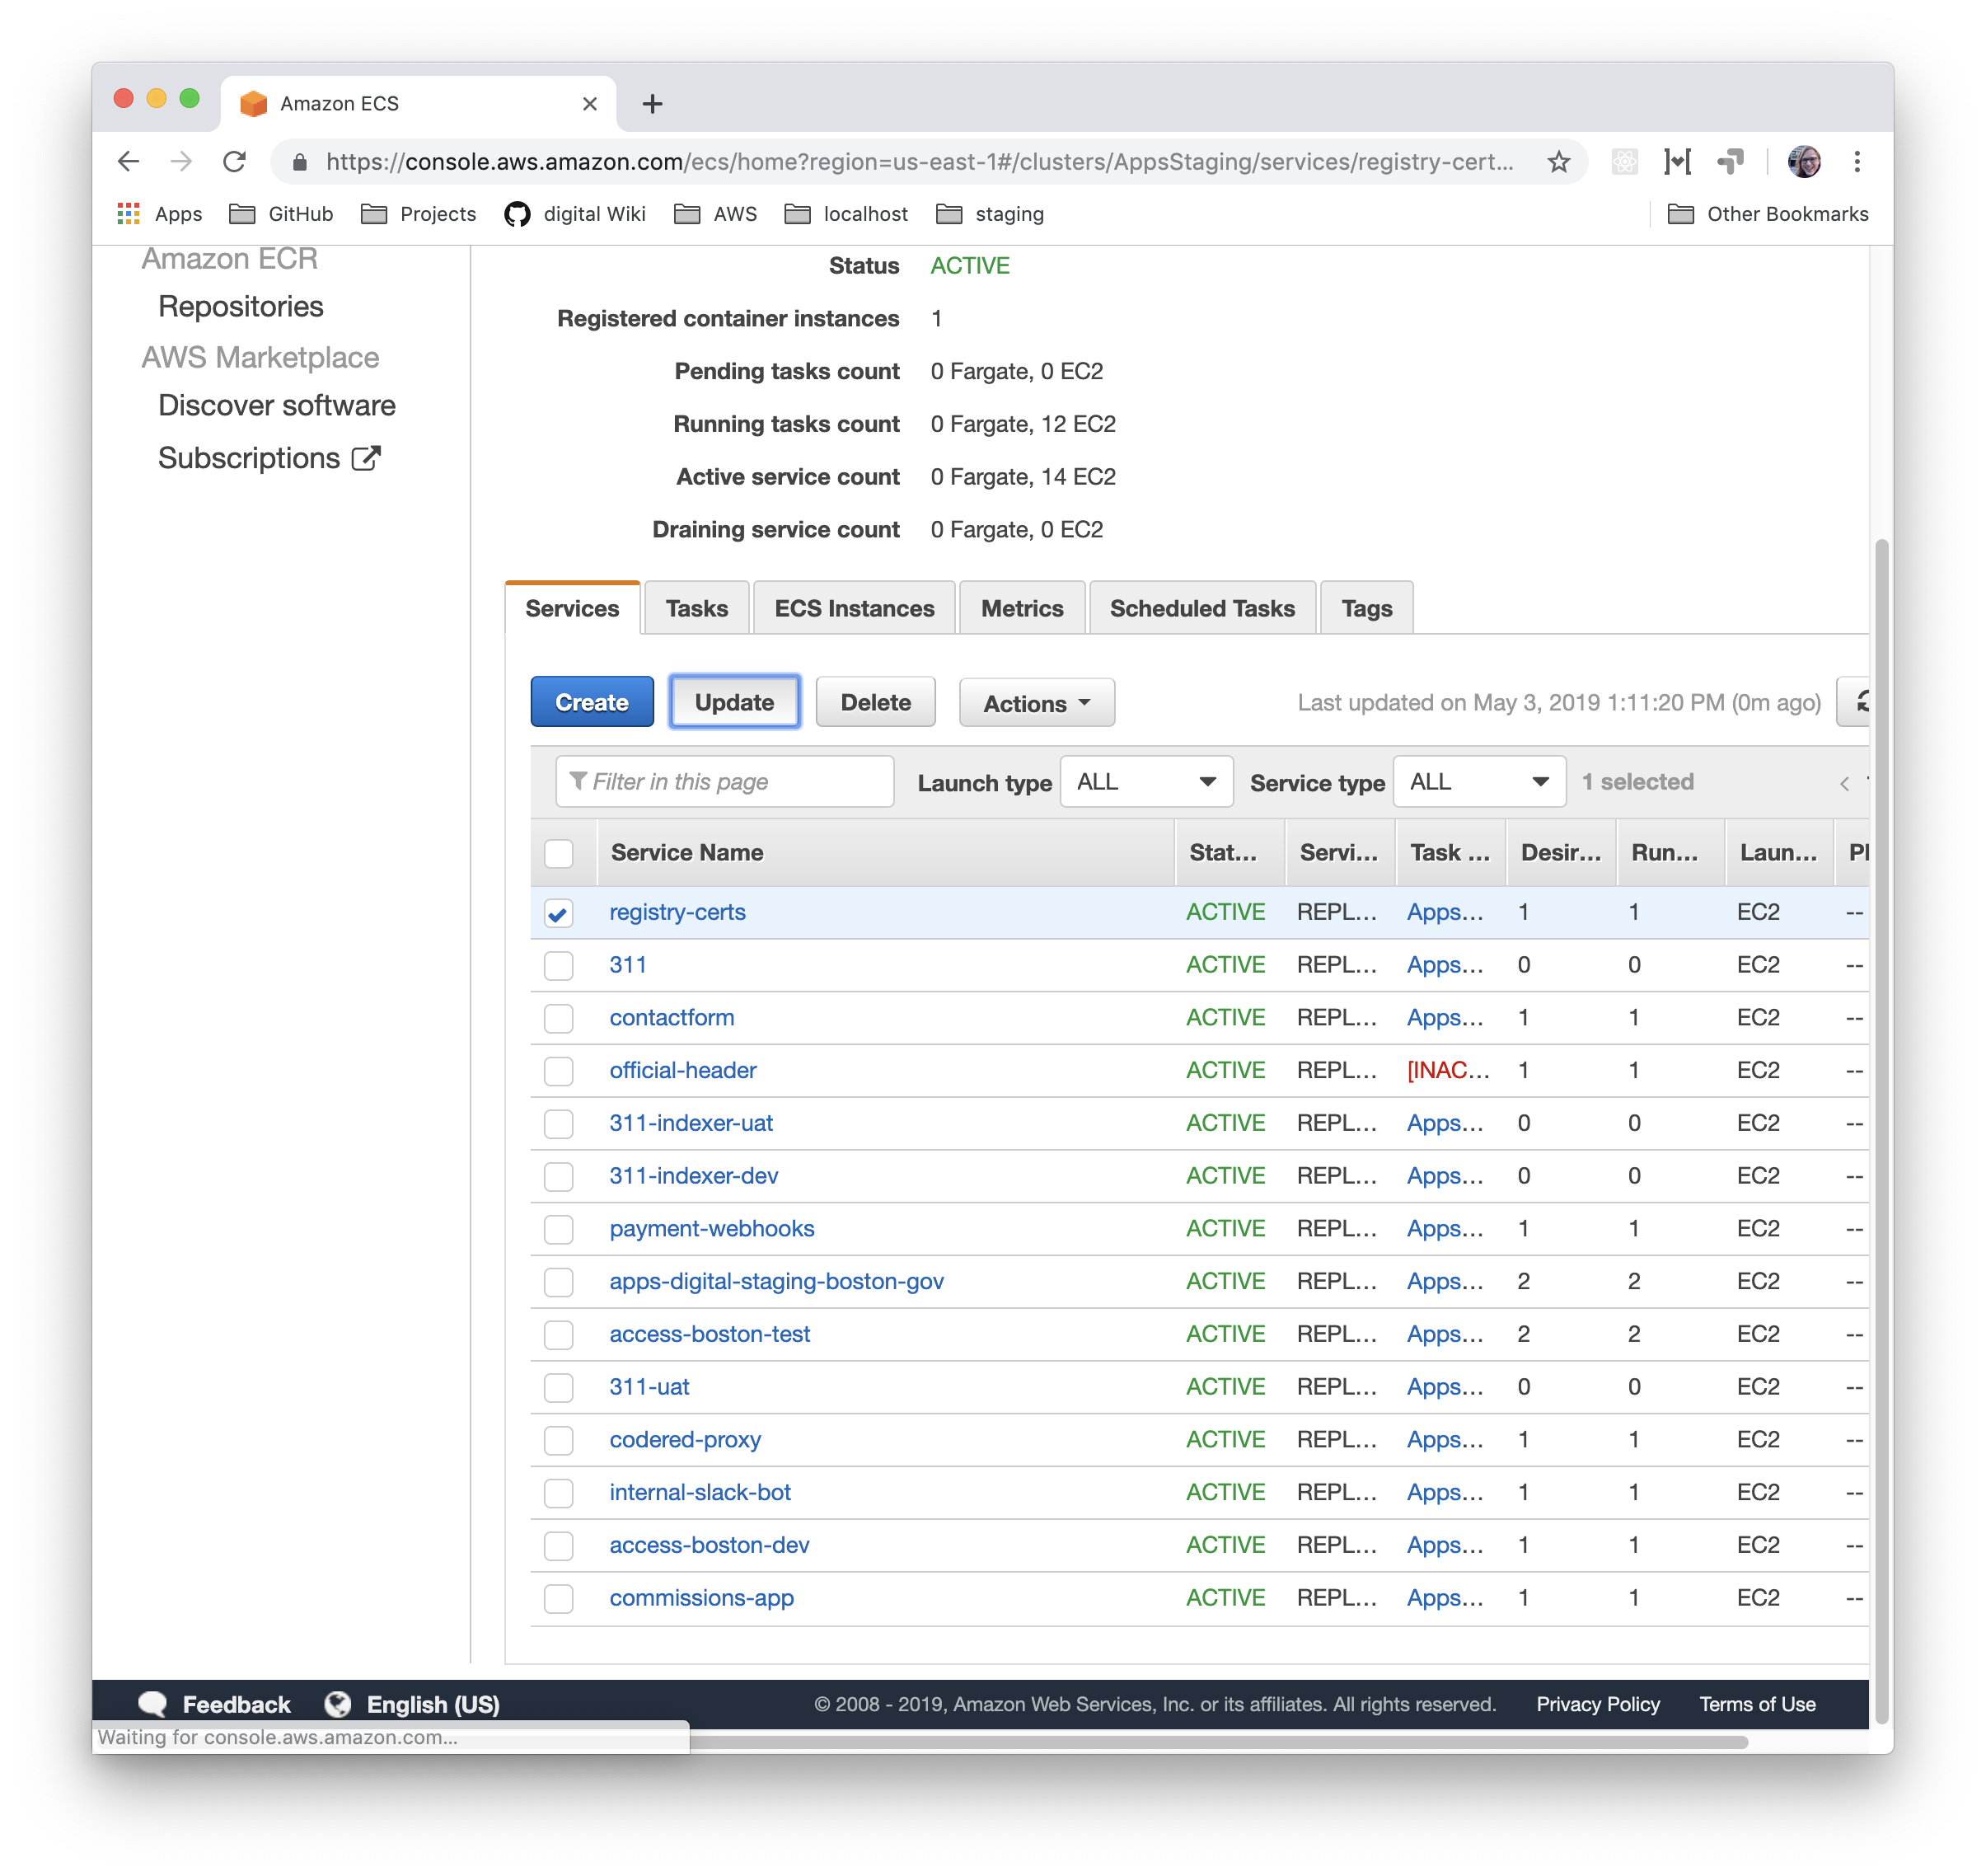 Amazon ECS
https://console.aws.amazon.com/ecs/home?region=us-east-1#/clusters/AppsStaging/services/registry-cert...
Apps GitHub Projects digital Wiki AWS localhost staging Other Bookmarks
Amazon ECR
Repositories
AWS Marketplace
Discover software
Subscriptions
Status ACTIVE
Registered container instances 1
Pending tasks count 0 Fargate, 0 EC2
Running tasks count 0 Fargate, 12 EC2
Active service count 0 Fargate, 14 EC2
Draining service count 0 Fargate, 0 EC2
Services Tasks ECS Instances Metrics Scheduled Tasks Tags
Create Update Delete Actions Last updated on May 3, 2019 1:11:20 PM (0m ago)
Filter in this page Launch type ALL Service type ALL 1 selected <
Service Name Stat... Servi... Task ... Desir... Run... Laun... Pl
registry-certs ACTIVE REPL... Apps... 1 1 EC2 --
311 ACTIVE REPL... Apps... 0 0 EC2 --
contactform ACTIVE REPL... Apps... 1 1 EC2 --
official-header ACTIVE REPL... [INAC... 1 1 EC2 --
311-indexer-uat ACTIVE REPL... Apps... 0 0 EC2 --
311-indexer-dev ACTIVE REPL... Apps... 0 0 EC2 --
payment-webhooks ACTIVE REPL... Apps... 1 1 EC2 --
apps-digital-staging-boston-gov ACTIVE REPL... Apps... 2 2 EC2 --
access-boston-test ACTIVE REPL... Apps... 2 2 EC2 --
311-uat ACTIVE REPL... Apps... 0 0 EC2 --
codered-proxy ACTIVE REPL... Apps... 1 1 EC2 --
internal-slack-bot ACTIVE REPL... Apps... 1 1 EC2 --
access-boston-dev ACTIVE REPL... Apps... 1 1 EC2 --
commissions-app ACTIVE REPL... Apps... 1 1 EC2 --
Feedback English (US) © 2008 - 2019, Amazon Web Services, Inc. or its affiliates. All rights reserved. Privacy Policy Terms of Use
Waiting for console.aws.amazon.com...